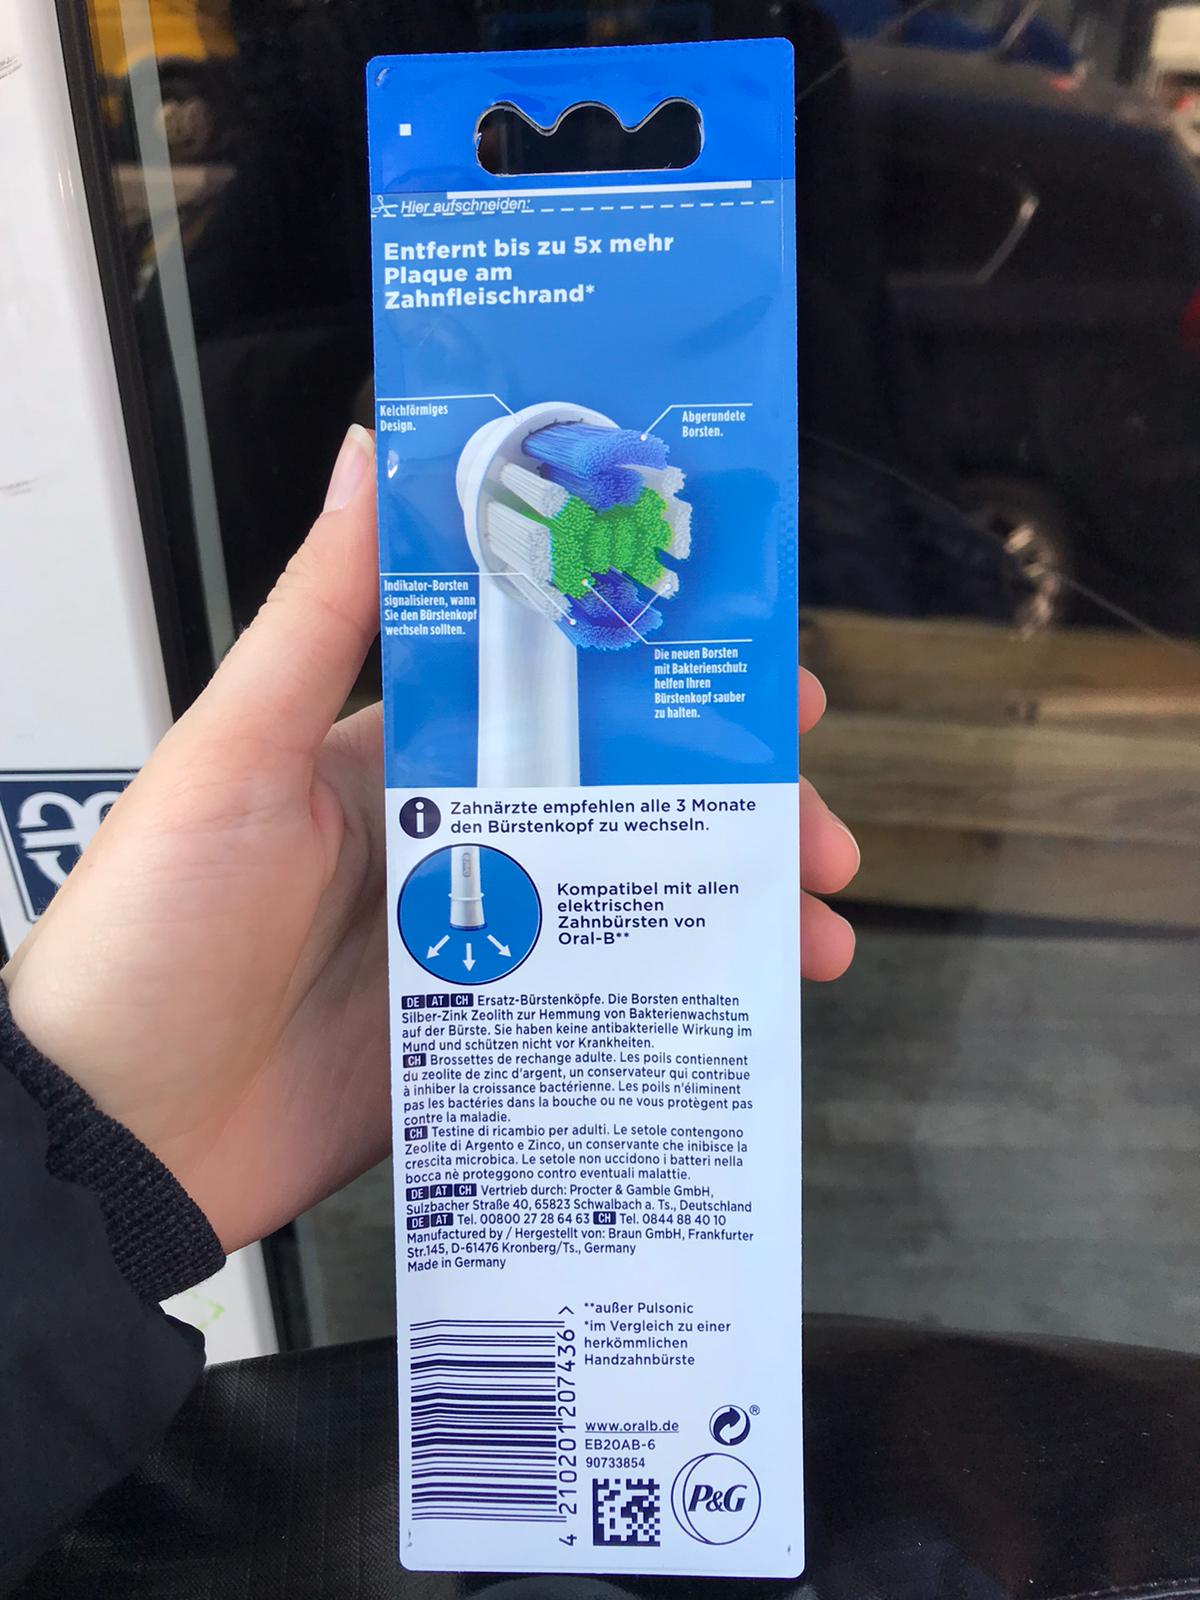 Hier aufschneiden:
Entfernt bis zu 5x mehr
Plaque am
Zahnfleischrand*
Kelchförmiges
Design.
Abgerundete
Borsten.
Indikator-Borsten
signalisieren, wann
Sie den Bürstenkopf
wechseln sollten.
Die neuen Borsten
mit Bakterienschutz
helfen Ihren
Bürstenkopf sauber
zu halten.
i Zahnärzte empfehlen alle 3 Monate
den Bürstenkopf zu wechseln.
Kompatibel mit allen
elektrischen
Zahnbürsten von
Oral-B**
DE AT CH Ersatz-Bürstenköpfe. Die Borsten enthalten
Silber-Zink Zeolith zur Hemmung von Bakterienwachstum
auf der Bürste. Sie haben keine antibakterielle Wirkung im
Mund und schützen nicht vor Krankheiten.
CH Brossettes de rechange adulte. Les poils contiennent
du zeolite de zinc d'argent, un conservateur qui contribue
à inhiber la croissance bactérienne. Les poils n'éliminent
pas les bactéries dans la bouche ou ne vous protègent pas
contre la maladie.
CH Testine di ricambio per adulti. Le setole contengono
Zeolite di Argento e Zinco, un conservante che inibisce la
crescita microbica. Le setole non uccidono i batteri nella
bocca nè proteggono contro eventuali malattie.
DE AT CH Vertrieb durch: Procter & Gamble GmbH,
Sulzbacher Straße 40, 65823 Schwalbach a. Ts., Deutschland
DE AT Tel. 00800 27 28 64 63 CH Tel. 0844 88 40 10
Manufactured by / Hergestellt von: Braun GmbH, Frankfurter
Str.145, D-61476 Kronberg/Ts., Germany
Made in Germany
**außer Pulsonic
*im Vergleich zu einer
herkömmlichen
Handzahnbürste
4 210201 207436 >
www.oralb.de
EB20AB-6
90733854
®
P&G